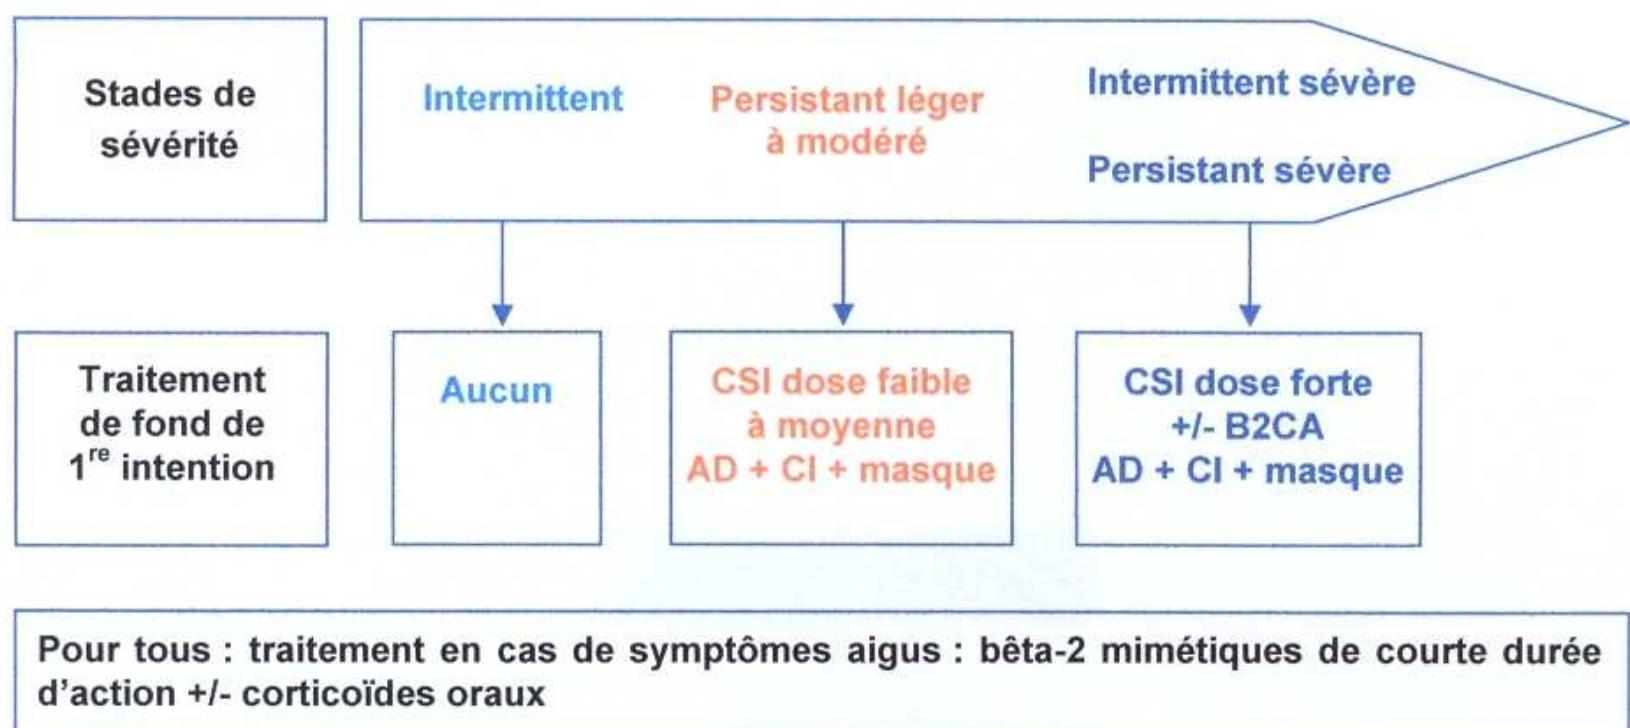 Stades de
sévérité
Intermittent
Persistant léger
à modéré
Intermittent sévère
Persistant sévère
Traitement
de fond de
1re intention
Aucun
CSI dose faible
à moyenne
AD + CI + masque
CSI dose forte
+/- B2CA
AD + CI + masque
Pour tous : traitement en cas de symptômes aigus : bêta-2 mimétiques de courte durée
d'action +/- corticoïdes oraux